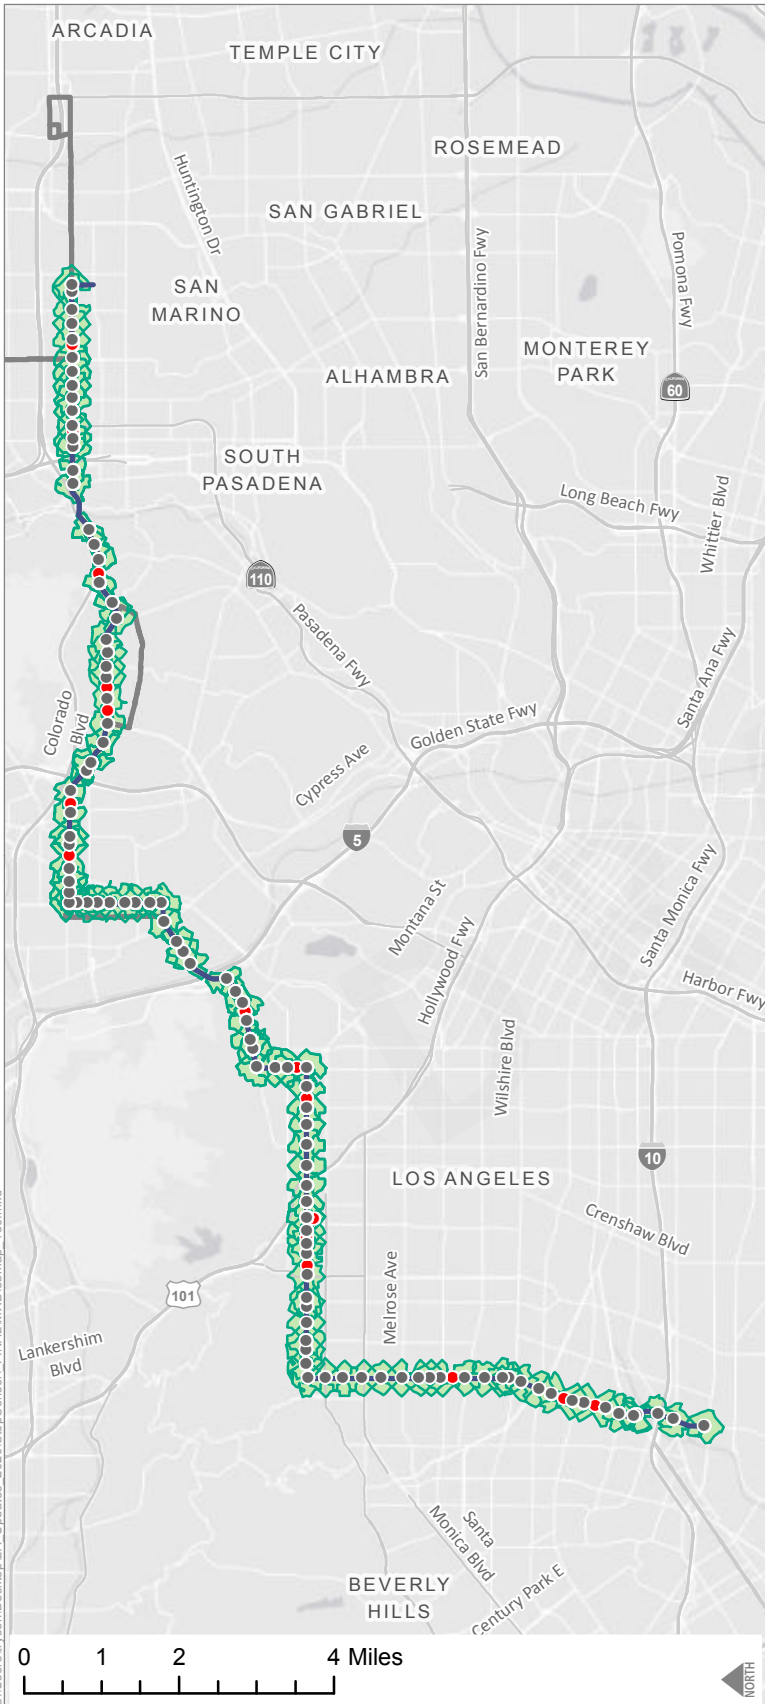 ARCADIA
TEMPLE CITY
ROSEMEAD
Huntington Dr
SAN GABRIEL
San Bernardino Fwy
Pomona Fwy
SAN
MARINO
MONTEREY
PARK
ALHAMBRA
CALIFORNIA
60
SOUTH
PASADENA
Long Beach Fwy
Whittier Blvd
CALIFORNIA
110
Pasadena Fwy
Santa Ana Fwy
Colorado
Blvd
Golden State Fwy
Cypress Ave
5
Montana St
Santa Monica Fwy
Hollywood Fwy
Harbor Fwy
Wilshire Blvd
10
LOS ANGELES
Crenshaw Blvd
Melrose Ave
101
Lankershim
Blvd
Santa
Monica Blvd
Century Park E
BEVERLY
HILLS
0 1 2 4 Miles
NORTH